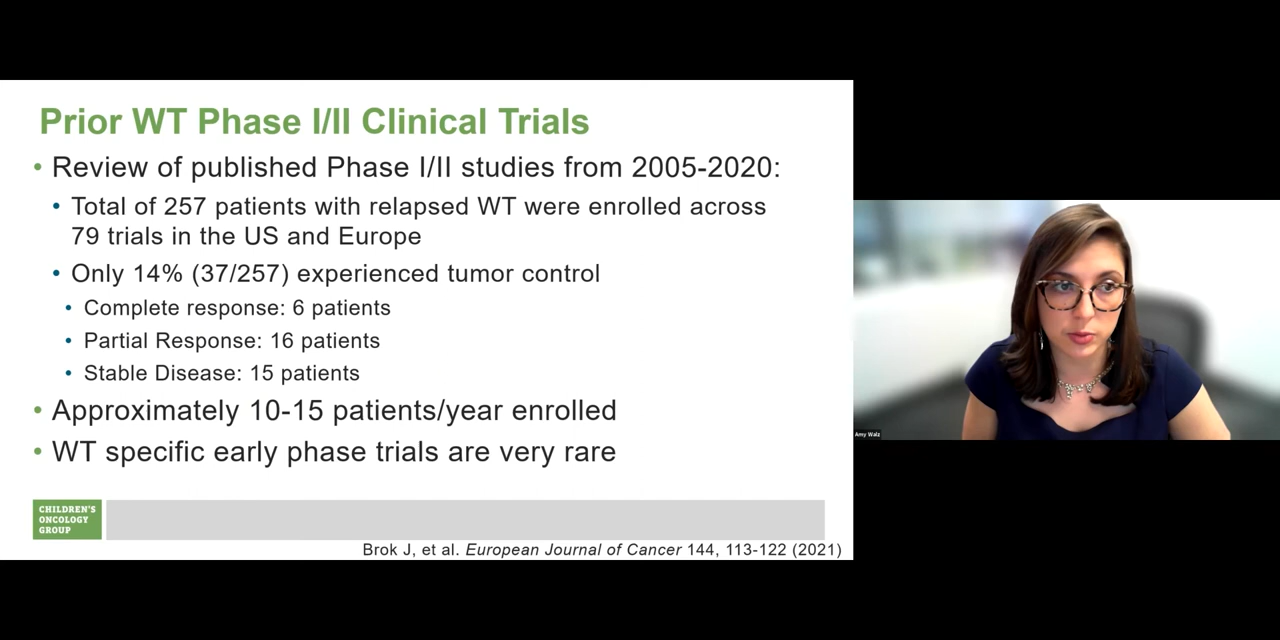 Prior WT Phase I/II Clinical Trials
• Review of published Phase I/II studies from 2005-2020:
• Total of 257 patients with relapsed WT were enrolled across
79 trials in the US and Europe
• Only 14% (37/257) experienced tumor control
• Complete response: 6 patients
• Partial Response: 16 patients
• Stable Disease: 15 patients
• Approximately 10-15 patients/year enrolled
• WT specific early phase trials are very rare
CHILDREN'S
ONCOLOGY
GROUP
Brok J, et al. European Journal of Cancer 144, 113-122 (2021)
Amy Walz